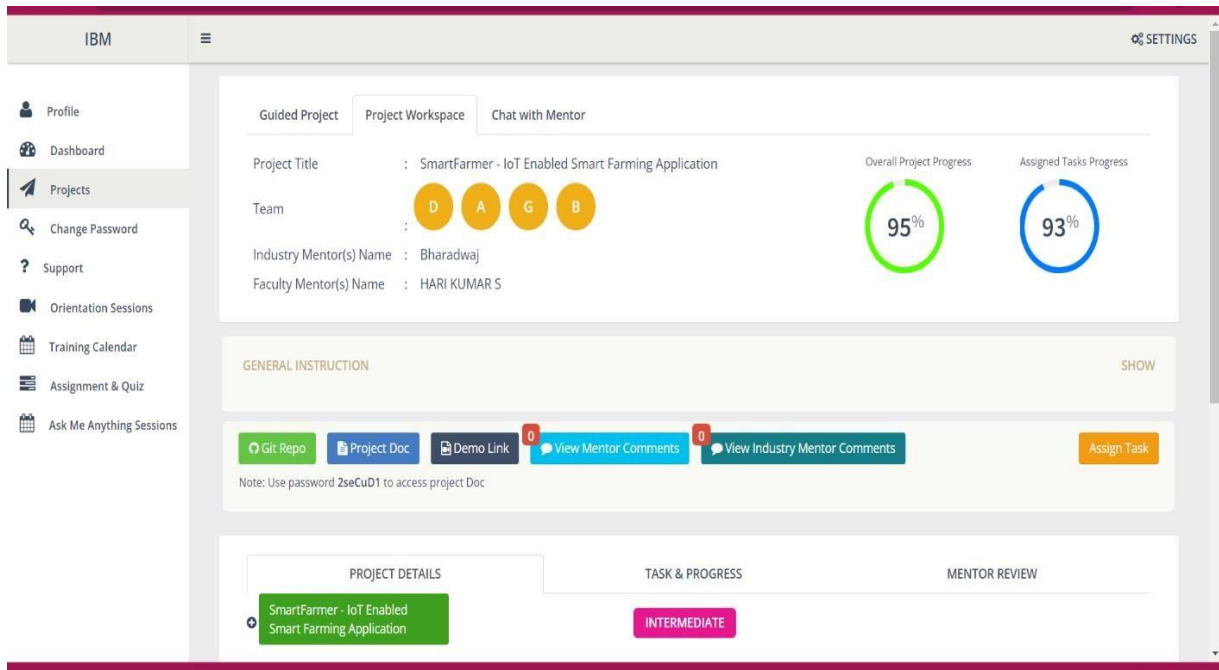 IBM
SETTINGS
Profile
Dashboard
Projects
Change Password
Support
Orientation Sessions
Training Calendar
Assignment & Quiz
Ask Me Anything Sessions
Guided Project Project Workspace Chat with Mentor
Project Title : SmartFarmer - IoT Enabled Smart Farming Application
Team : D A G B
Industry Mentor(s) Name : Bharadwaj
Faculty Mentor(s) Name : HARI KUMAR S
Overall Project Progress
95%
Assigned Tasks Progress
93%
GENERAL INSTRUCTION SHOW
Git Repo Project Doc Demo Link 0 View Mentor Comments 0 View Industry Mentor Comments Assign Task
Note: Use password 2seCuD1 to access project Doc
PROJECT DETAILS TASK & PROGRESS MENTOR REVIEW
SmartFarmer - IoT Enabled
Smart Farming Application
INTERMEDIATE